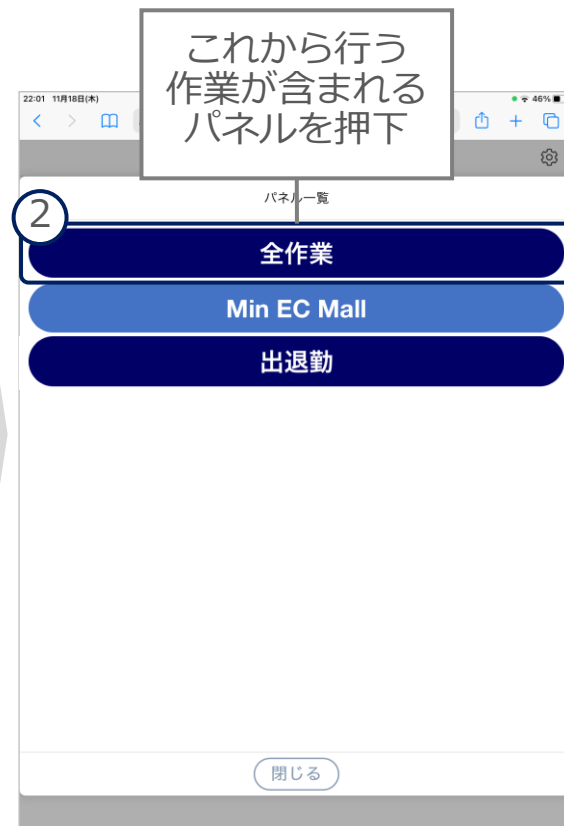 これから行う
作業が含まれる
パネルを押下
22:01 11月18日(木)
46%
パネル一覧
2
全作業
Min EC Mall
出退勤
閉じる